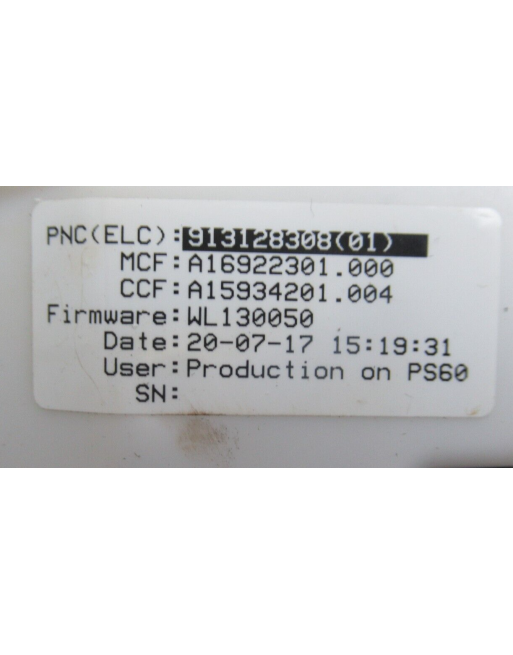 PNC(ELC):913128308(01)
MCF:A16922301.000
CCF:A15934201.004
Firmware:WL130050
Date:20-07-17 15:19:31
User:Production on PS60
SN: